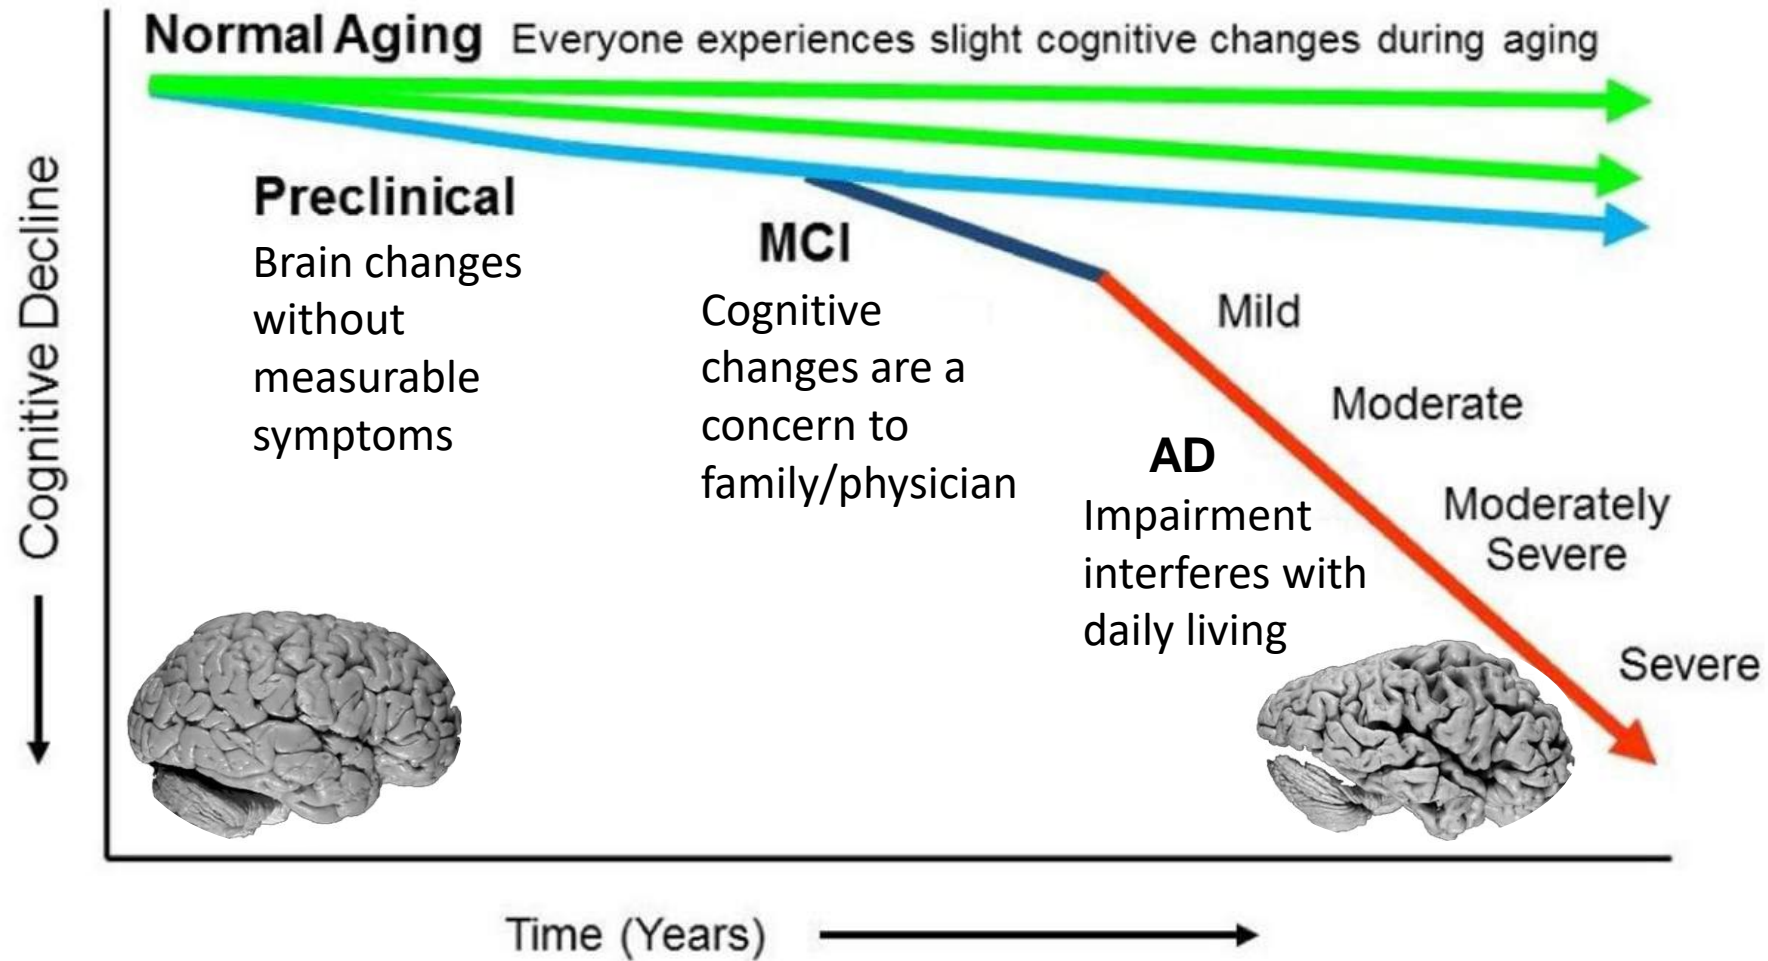 Normal Aging Everyone experiences slight cognitive changes during aging
Cognitive Decline
Preclinical
Brain changes
without
measurable
symptoms
MCI
Cognitive
changes are a
concern to
family/physician
AD
Impairment
interferes with
daily living
Mild
Moderate
Moderately
Severe
Severe
Time (Years)